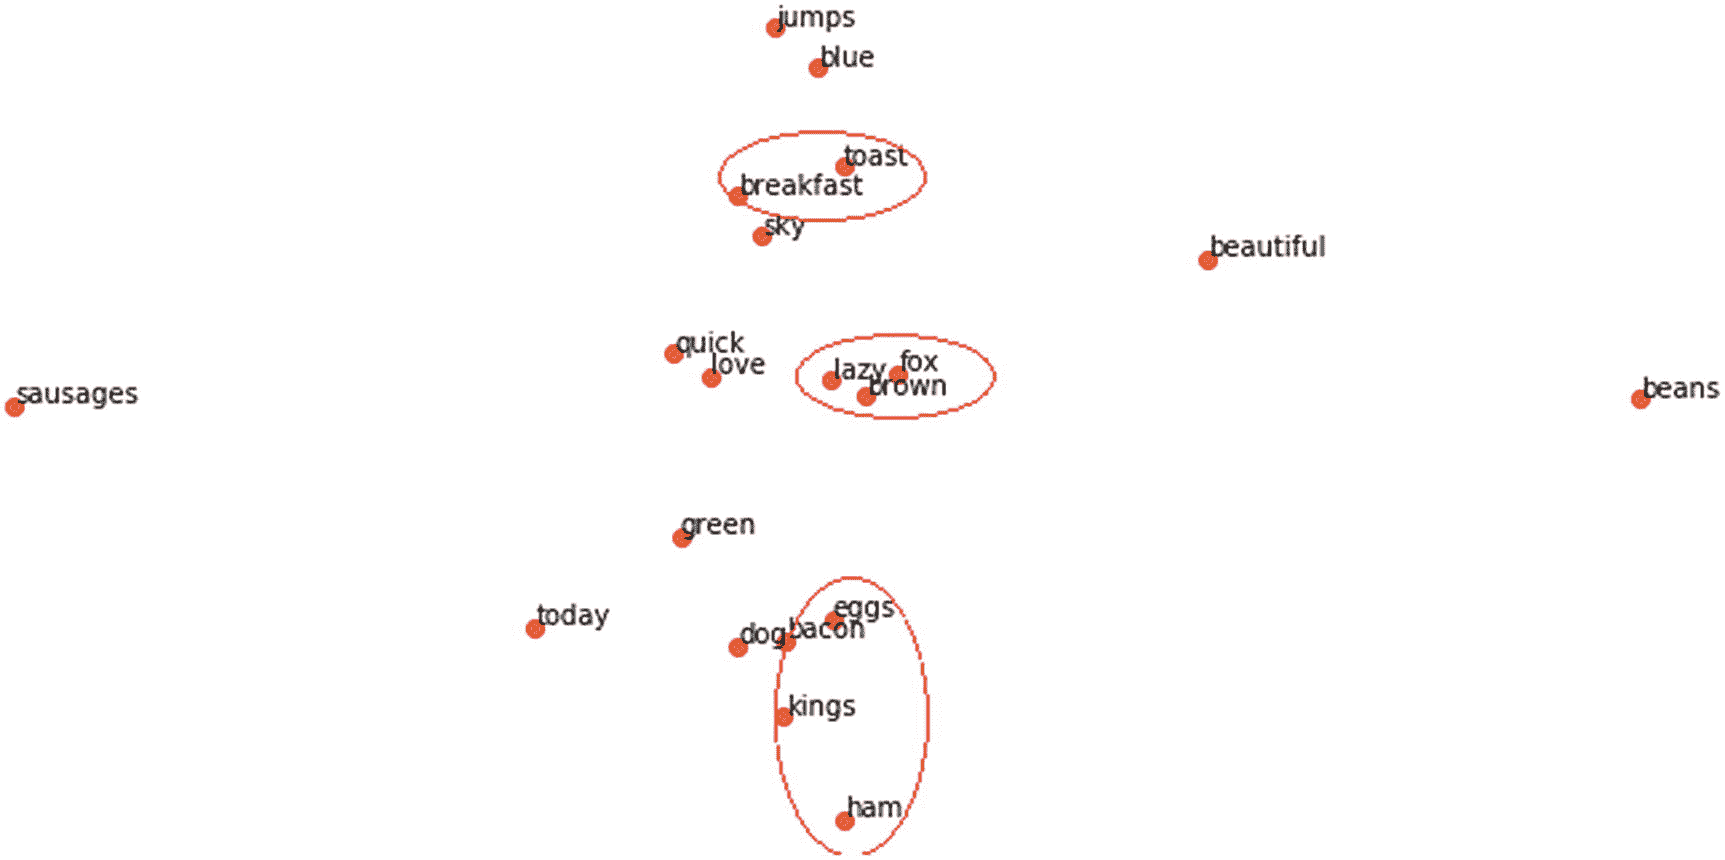 jumps
blue
toast
breakfast
sky
beautiful
quick
love
lazy
fox
brown
sausages
beans
green
eggs
today
dog
bacon
kings
ham